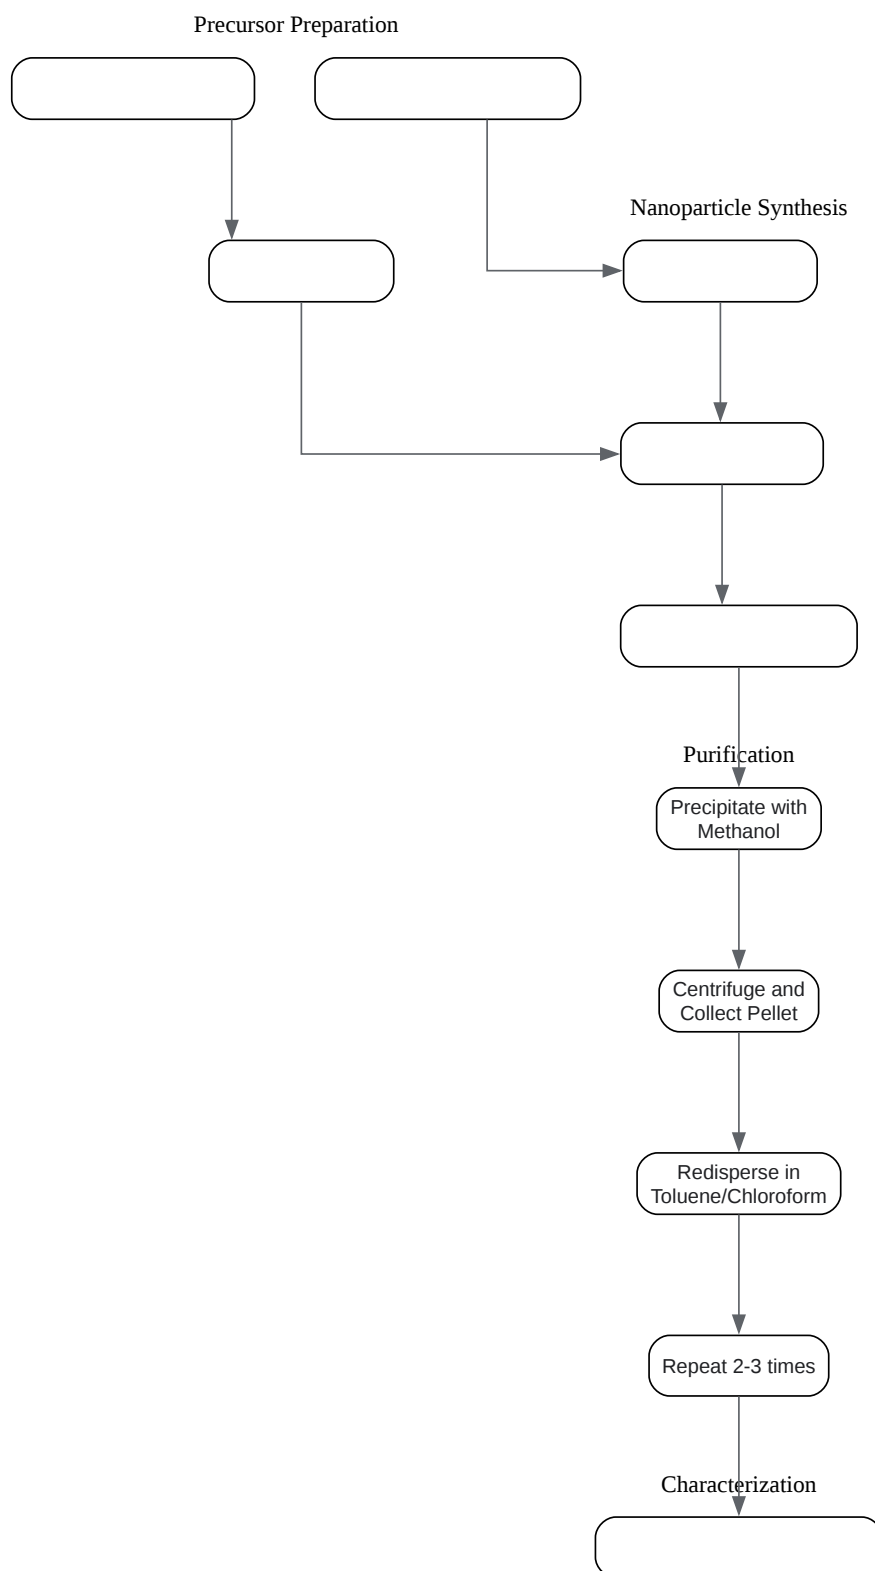 Precursor Preparation
Nanoparticle Synthesis
Purification
Precipitate with
Methanol
Centrifuge and
Collect Pellet
Redisperse in
Toluene/Chloroform
Repeat 2-3 times
Characterization